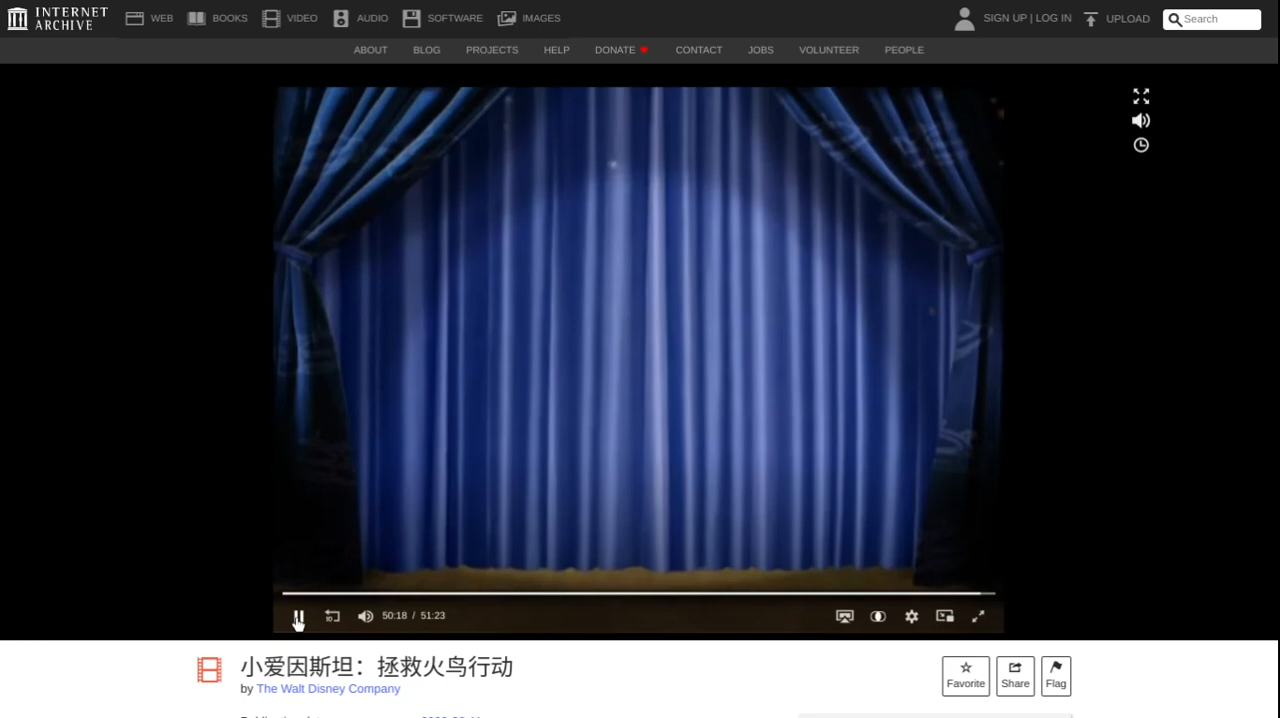 INTERNET ARCHIVE
WEB BOOKS VIDEO AUDIO SOFTWARE IMAGES SIGN UP | LOG IN UPLOAD Search
ABOUT BLOG PROJECTS HELP DONATE CONTACT JOBS VOLUNTEER PEOPLE
10 50:18 / 51:23
小爱因斯坦：拯救火鸟行动
by The Walt Disney Company
Favorite Share Flag